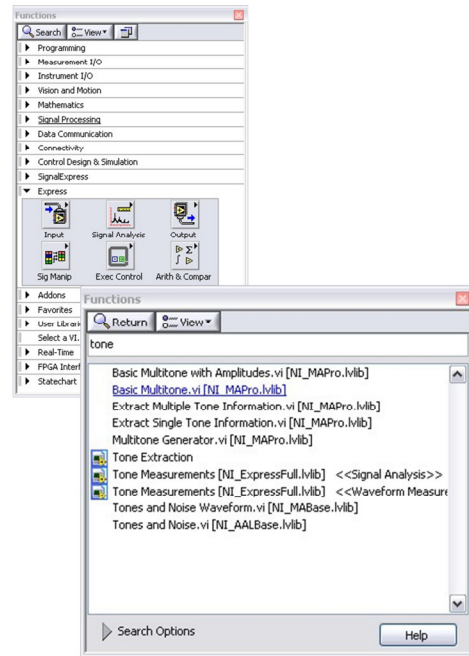 Functions
Search View
Programming
Measurement I/O
Instrument I/O
Vision and Motion
Mathematics
Signal Processing
Data Communication
Connectivity
Control Design & Simulation
SignalExpress
Express
Input Signal Analysis Output
Sig Manip Exec Control Arith & Compar
Addons
Favorites
User Librari
Select a VI.
Real-Time
FPGA Interf
Statechart
Functions
Return View
tone
Basic Multitone with Amplitudes.vi [NI_MAPro.lvlib]
Basic Multitone.vi [NI_MAPro.lvlib]
Extract Multiple Tone Information.vi [NI_MAPro.lvlib]
Extract Single Tone Information.vi [NI_MAPro.lvlib]
Multitone Generator.vi [NI_MAPro.lvlib]
Tone Extraction
Tone Measurements [NI_ExpressFull.lvlib] <<Signal Analysis>>
Tone Measurements [NI_ExpressFull.lvlib] <<Waveform Measure
Tones and Noise Waveform.vi [NI_MABase.lvlib]
Tones and Noise.vi [NI_AALBase.lvlib]
Search Options Help